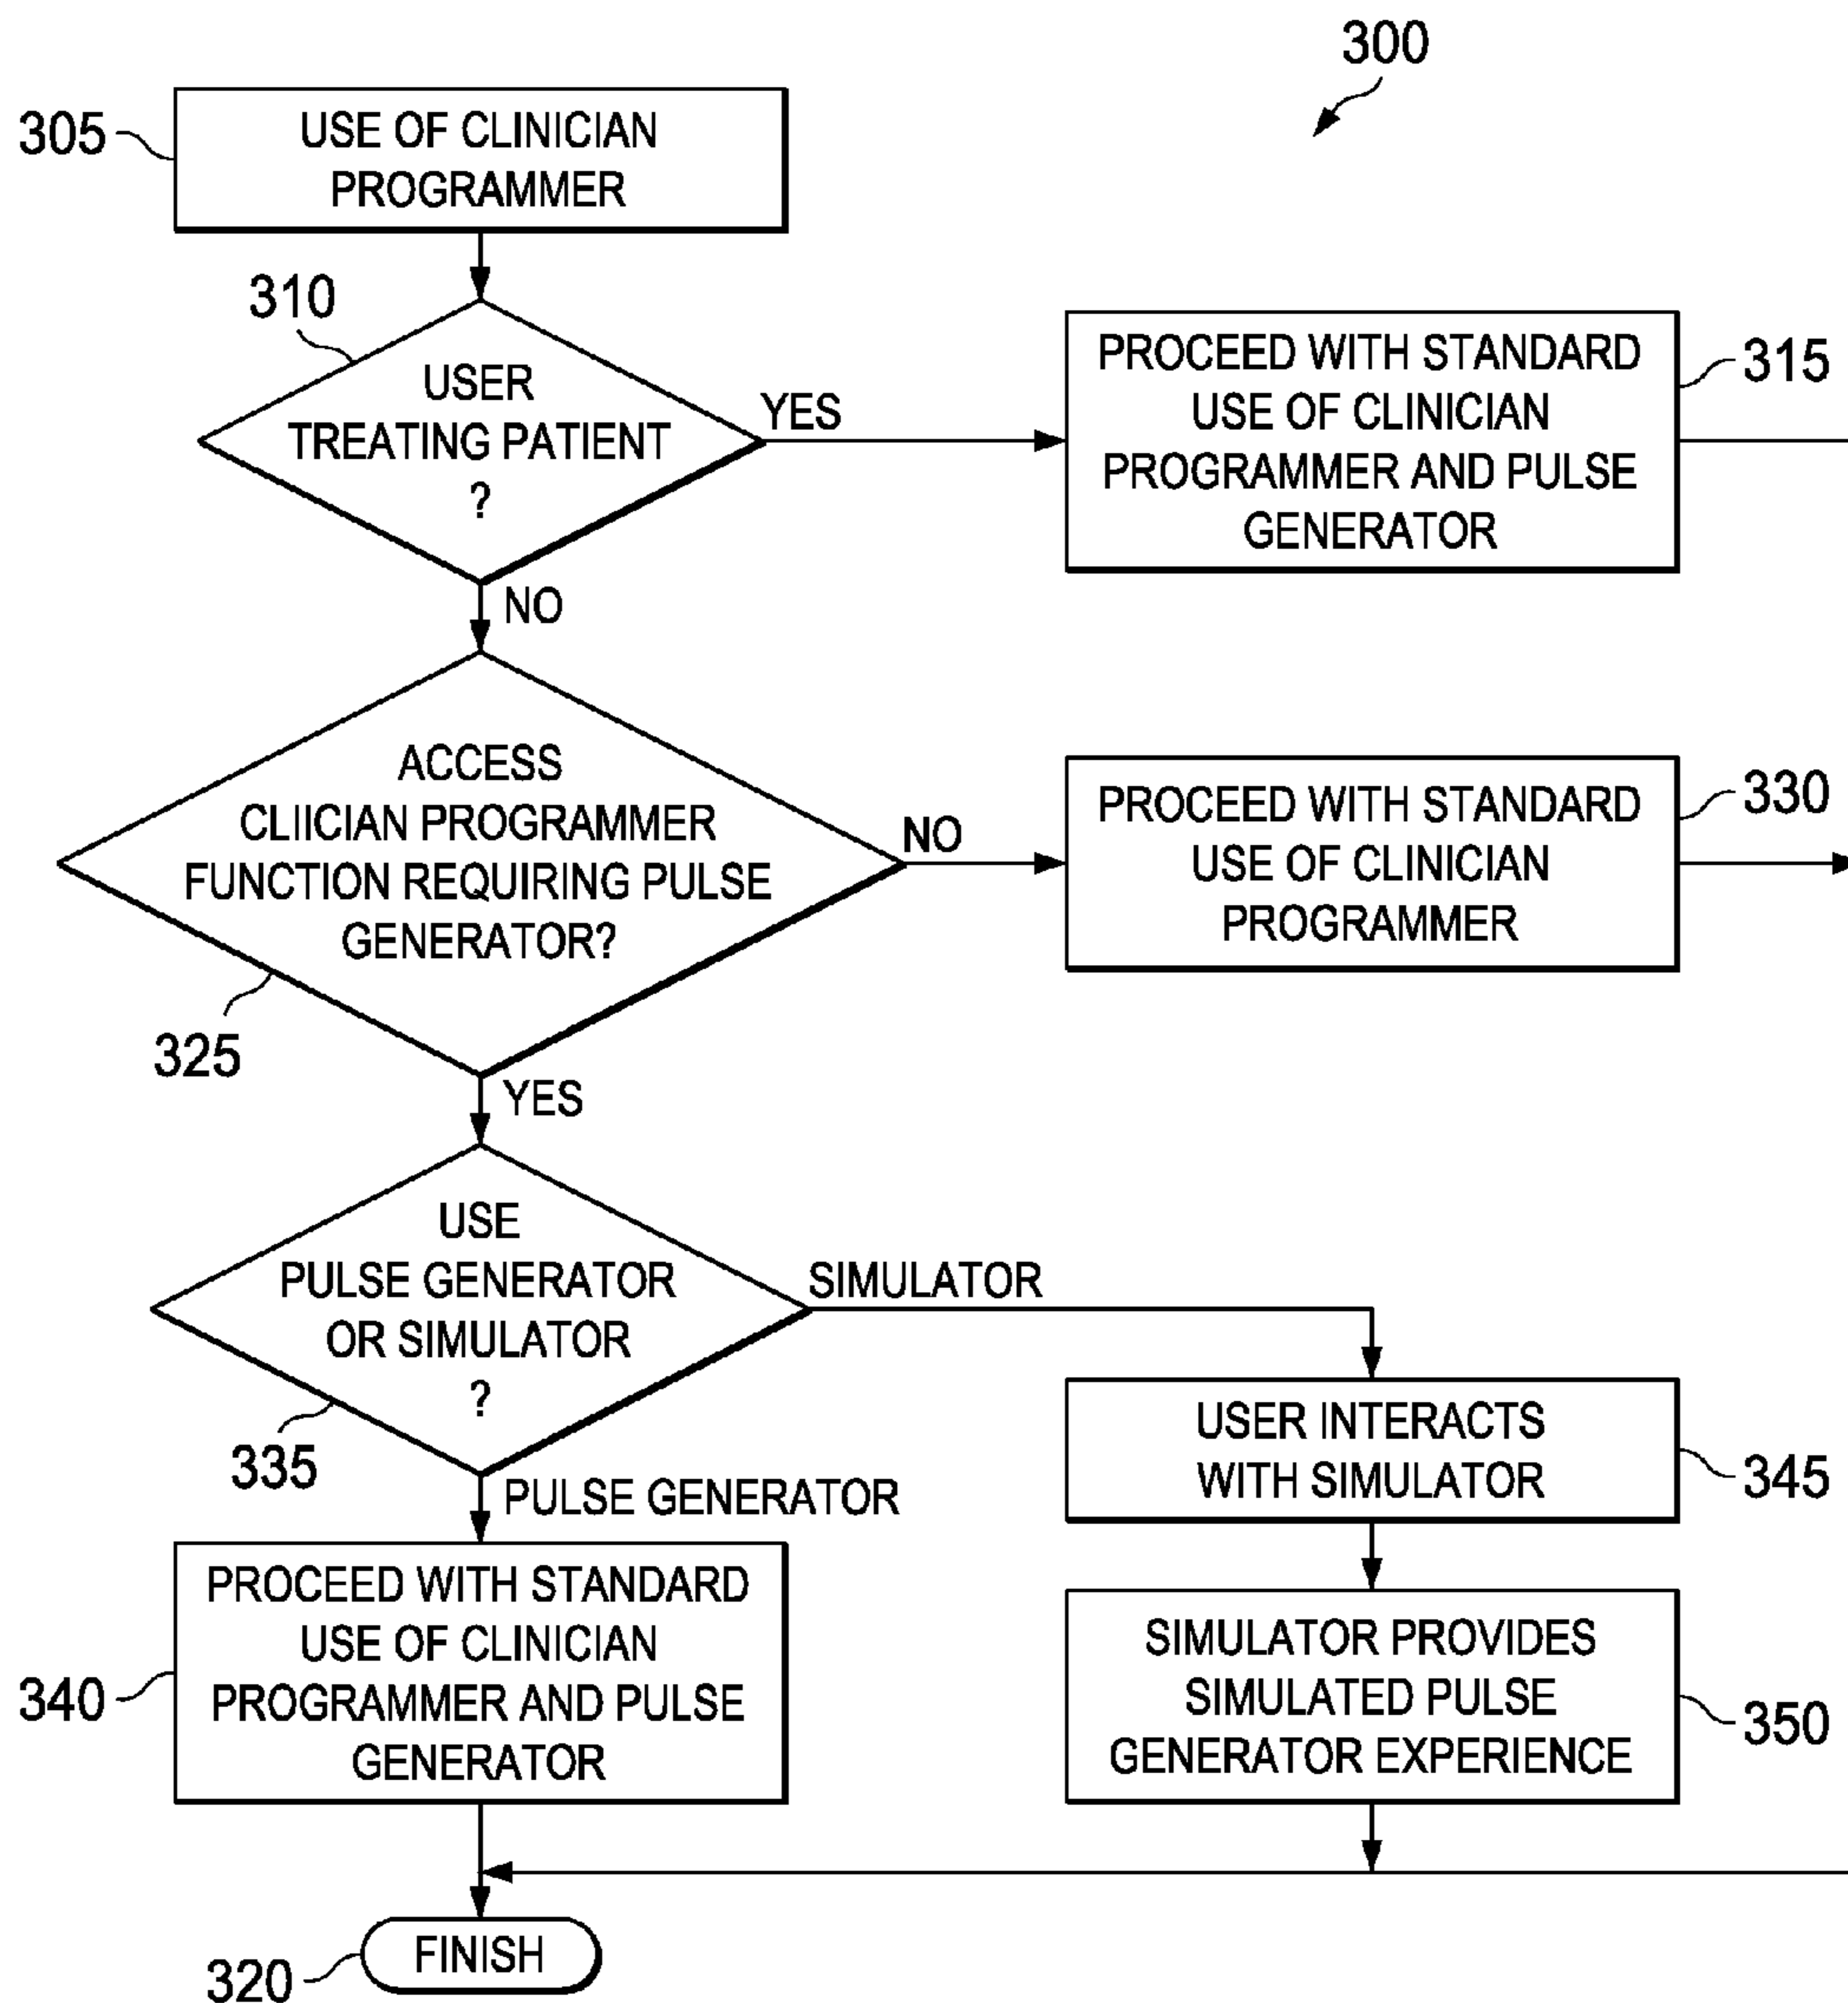 300
305
USE OF CLINICIAN
PROGRAMMER
310
USER
TREATING PATIENT
?
YES
PROCEED WITH STANDARD
USE OF CLINICIAN
PROGRAMMER AND PULSE
GENERATOR
315
NO
ACCESS
CLIICIAN PROGRAMMER
FUNCTION REQUIRING PULSE
GENERATOR?
325
NO
PROCEED WITH STANDARD
USE OF CLINICIAN
PROGRAMMER
330
YES
USE
PULSE GENERATOR
OR SIMULATOR
?
335
SIMULATOR
USER INTERACTS
WITH SIMULATOR
345
PULSE GENERATOR
PROCEED WITH STANDARD
USE OF CLINICIAN
PROGRAMMER AND PULSE
GENERATOR
340
SIMULATOR PROVIDES
SIMULATED PULSE
GENERATOR EXPERIENCE
350
FINISH
320